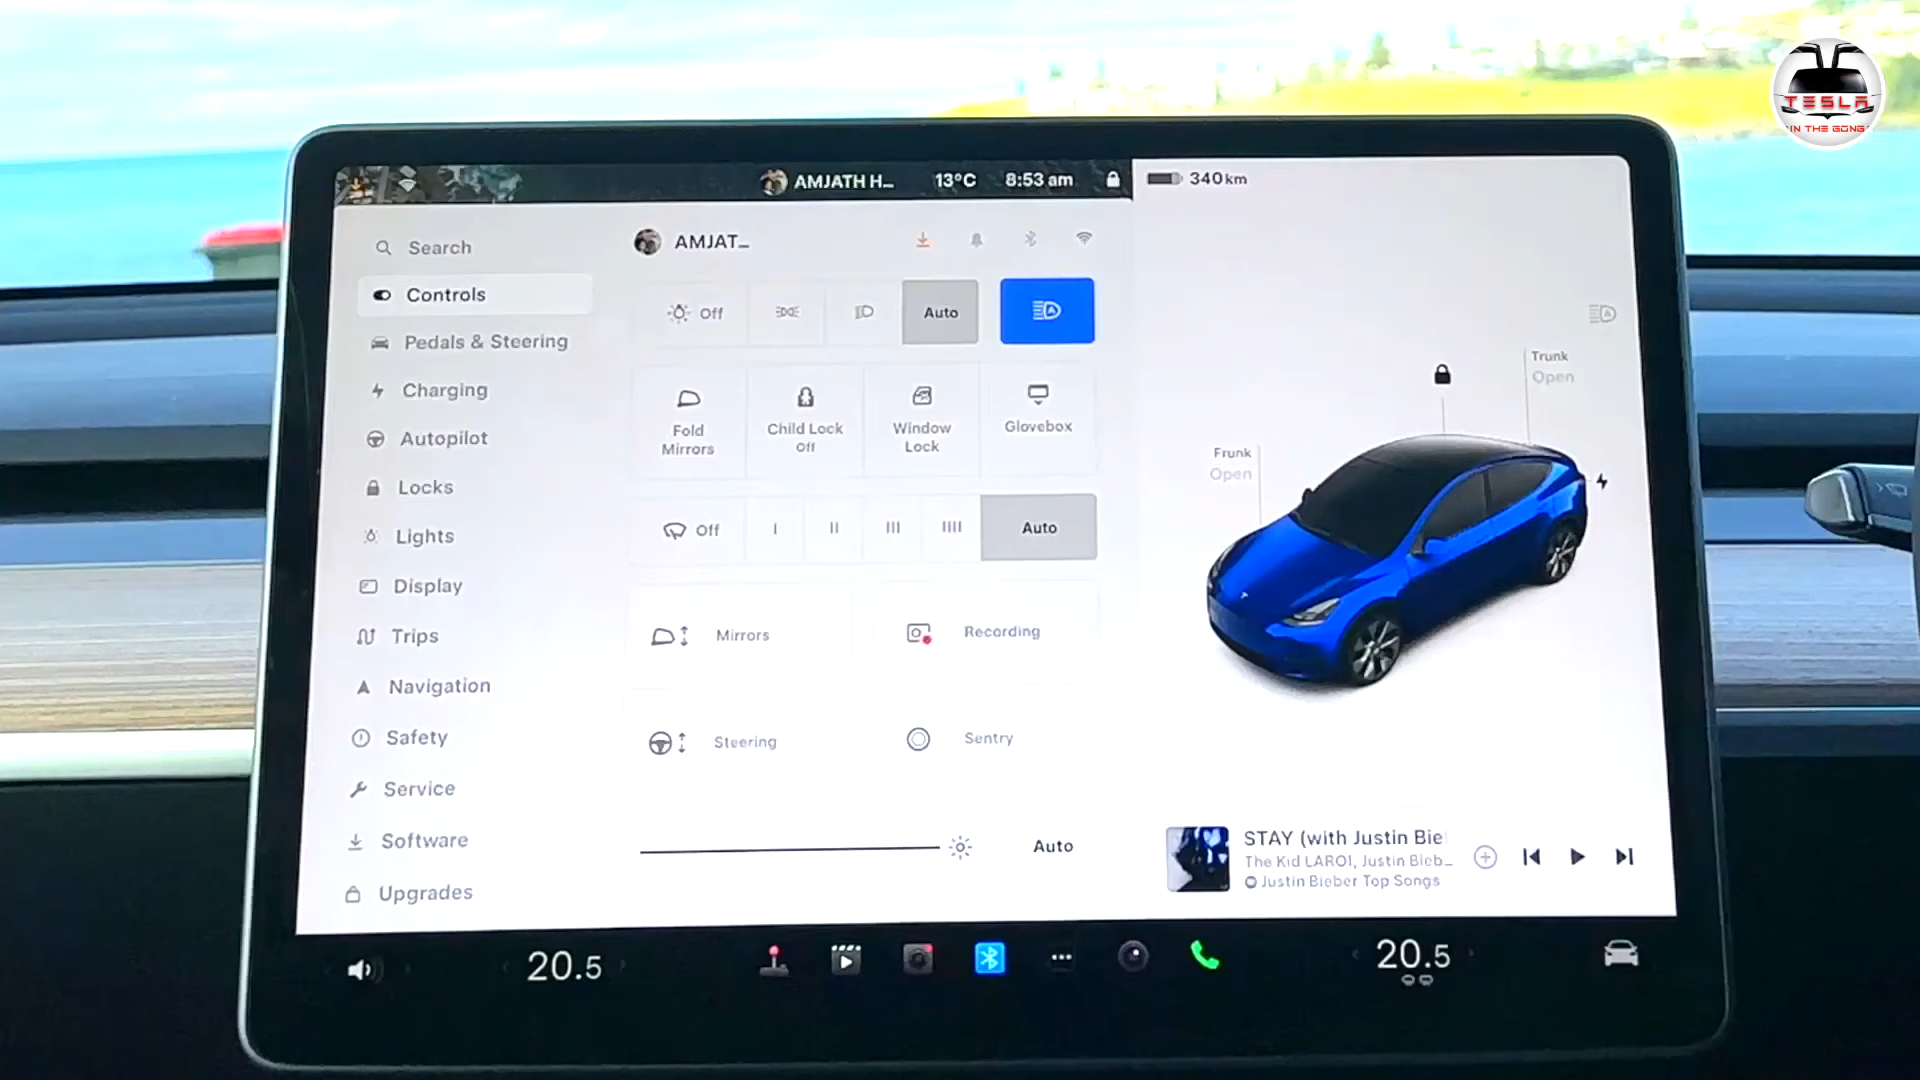 TESLA
IN THE GONG
AMJATH H...
13°C
8:53 am
340 km
Search
AMJAT...
Controls
Off
Auto
A
Pedals & Steering
Charging
Autopilot
Locks
Lights
Display
Trips
Navigation
Safety
Service
Software
Upgrades
Fold
Mirrors
Child Lock
Off
Window
Lock
Glovebox
Off
I
II
III
IIII
Auto
Mirrors
Recording
Steering
Sentry
Auto
A
Trunk
Open
Frunk
Open
STAY (with Justin Bie
The Kid LAROI, Justin Bieb...
Justin Bieber Top Songs
20.5
20.5